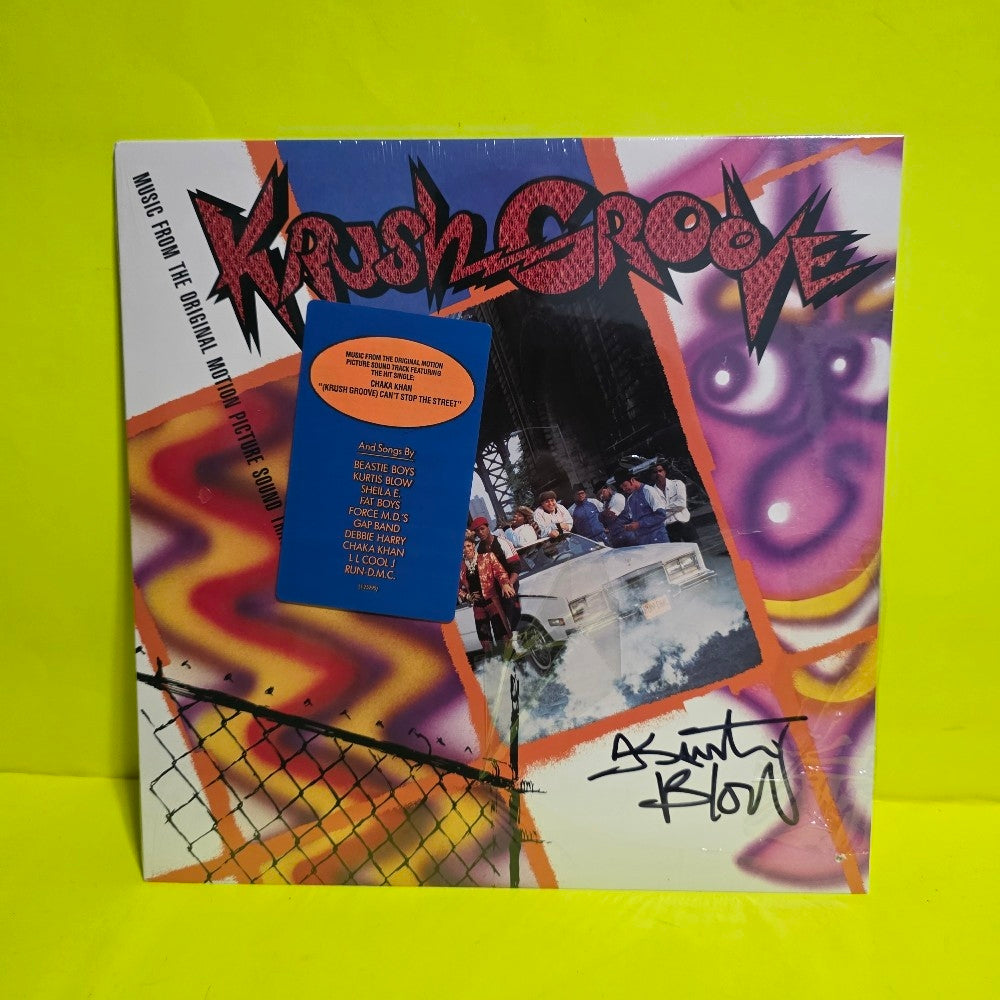 KRUSH GROOVE
MUSIC FROM THE ORIGINAL MOTION PICTURE SOUND
MUSIC FROM THE ORIGINAL MOTION
PICTURE SOUND TRACK FEATURING
THE HIT SINGLE:
CHAKA KHAN
"(KRUSH GROOVE) CAN'T STOP THE STREET"
And Songs By
BEASTIE BOYS
KURTIS BLOW
SHEILA E.
FAT BOYS
FORCE M.D.'S
GAP BAND
DEBBIE HARRY
CHAKA KHAN
L L COOL J
RUN-D.M.C.
Kurtis
Blow